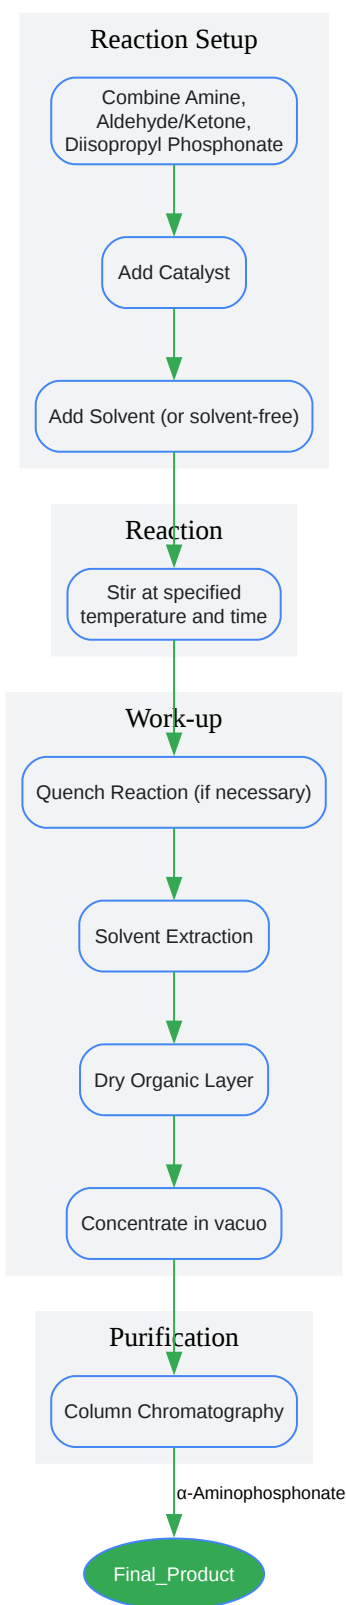 Reaction Setup
Combine Amine,
Aldehyde/Ketone,
Diisopropyl Phosphonate
Add Catalyst
Add Solvent (or solvent-free)
Reaction
Stir at specified
temperature and time
Work-up
Quench Reaction (if necessary)
Solvent Extraction
Dry Organic Layer
Concentrate in vacuo
Purification
Column Chromatography
α-Aminophosphonate
Final_Product